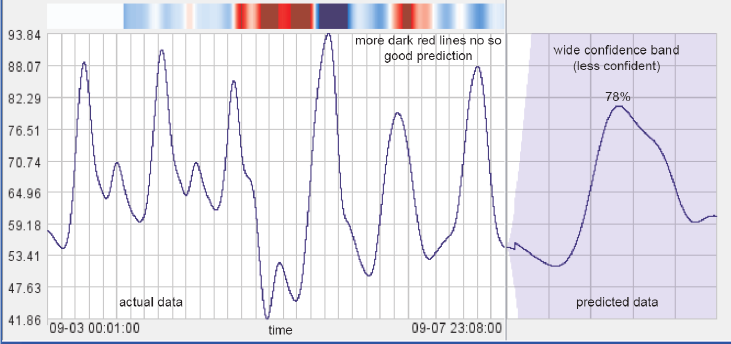 93.84
more dark red lines no so
good prediction
wide confidence band
(less confident)
88.07
82.29
78%
76.51
70.74
64.96
59.18
53.41
47.63
actual data
predicted data
41.86
09-03 00:01:00
time
09-07 23:08:00